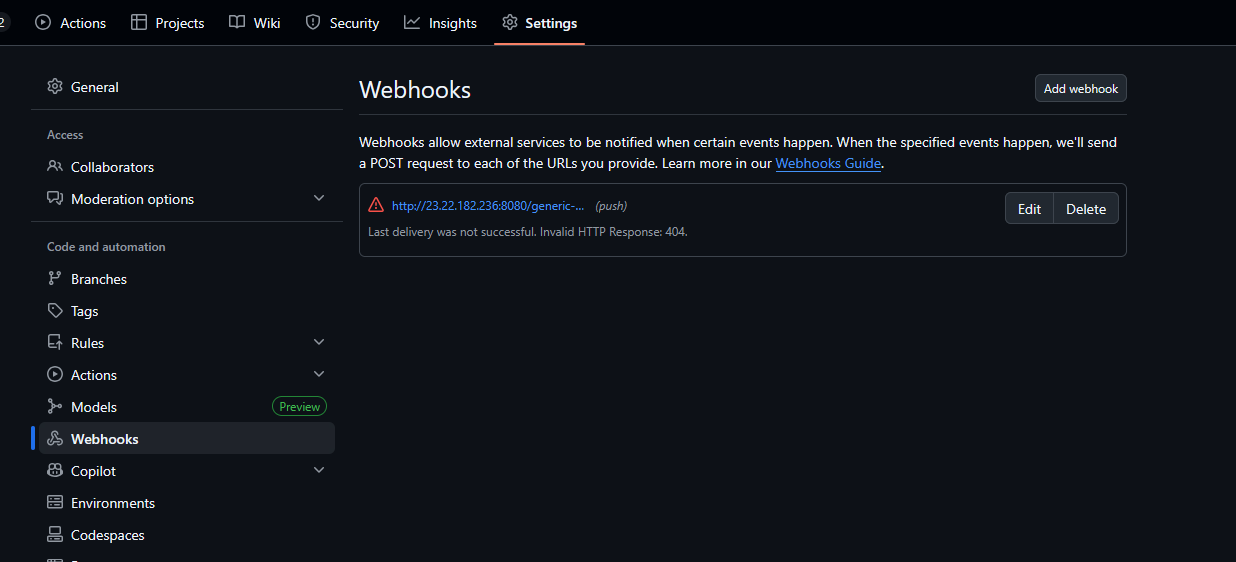 2 Actions Projects Wiki Security Insights Settings
General
Access
Collaborators
Moderation options
Code and automation
Branches
Tags
Rules
Actions
Models Preview
Webhooks
Copilot
Environments
Codespaces
Webhooks Add webhook
Webhooks allow external services to be notified when certain events happen. When the specified events happen, we'll send
a POST request to each of the URLs you provide. Learn more in our Webhooks Guide.
http://23.22.182.236:8080/generic-... (push) Edit Delete
Last delivery was not successful. Invalid HTTP Response: 404.